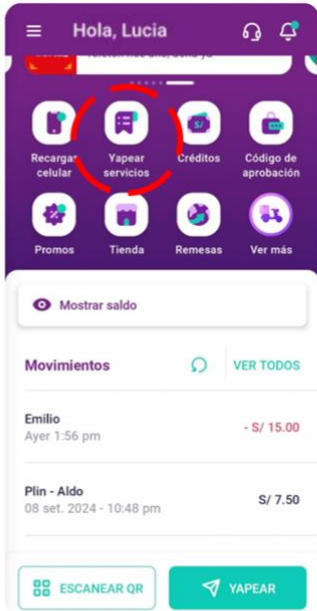 Hola, Lucia
Recargar celular
Yapear servicios
Créditos
Código de aprobación
Promos
Tienda
Remesas
Ver más
Mostrar saldo
Movimientos
VER TODOS
Emilio
- S/ 15.00
Ayer 1:56 pm
Plin - Aldo
S/ 7.50
08 set. 2024 - 10:48 pm
ESCANEAR QR
YAPEAR